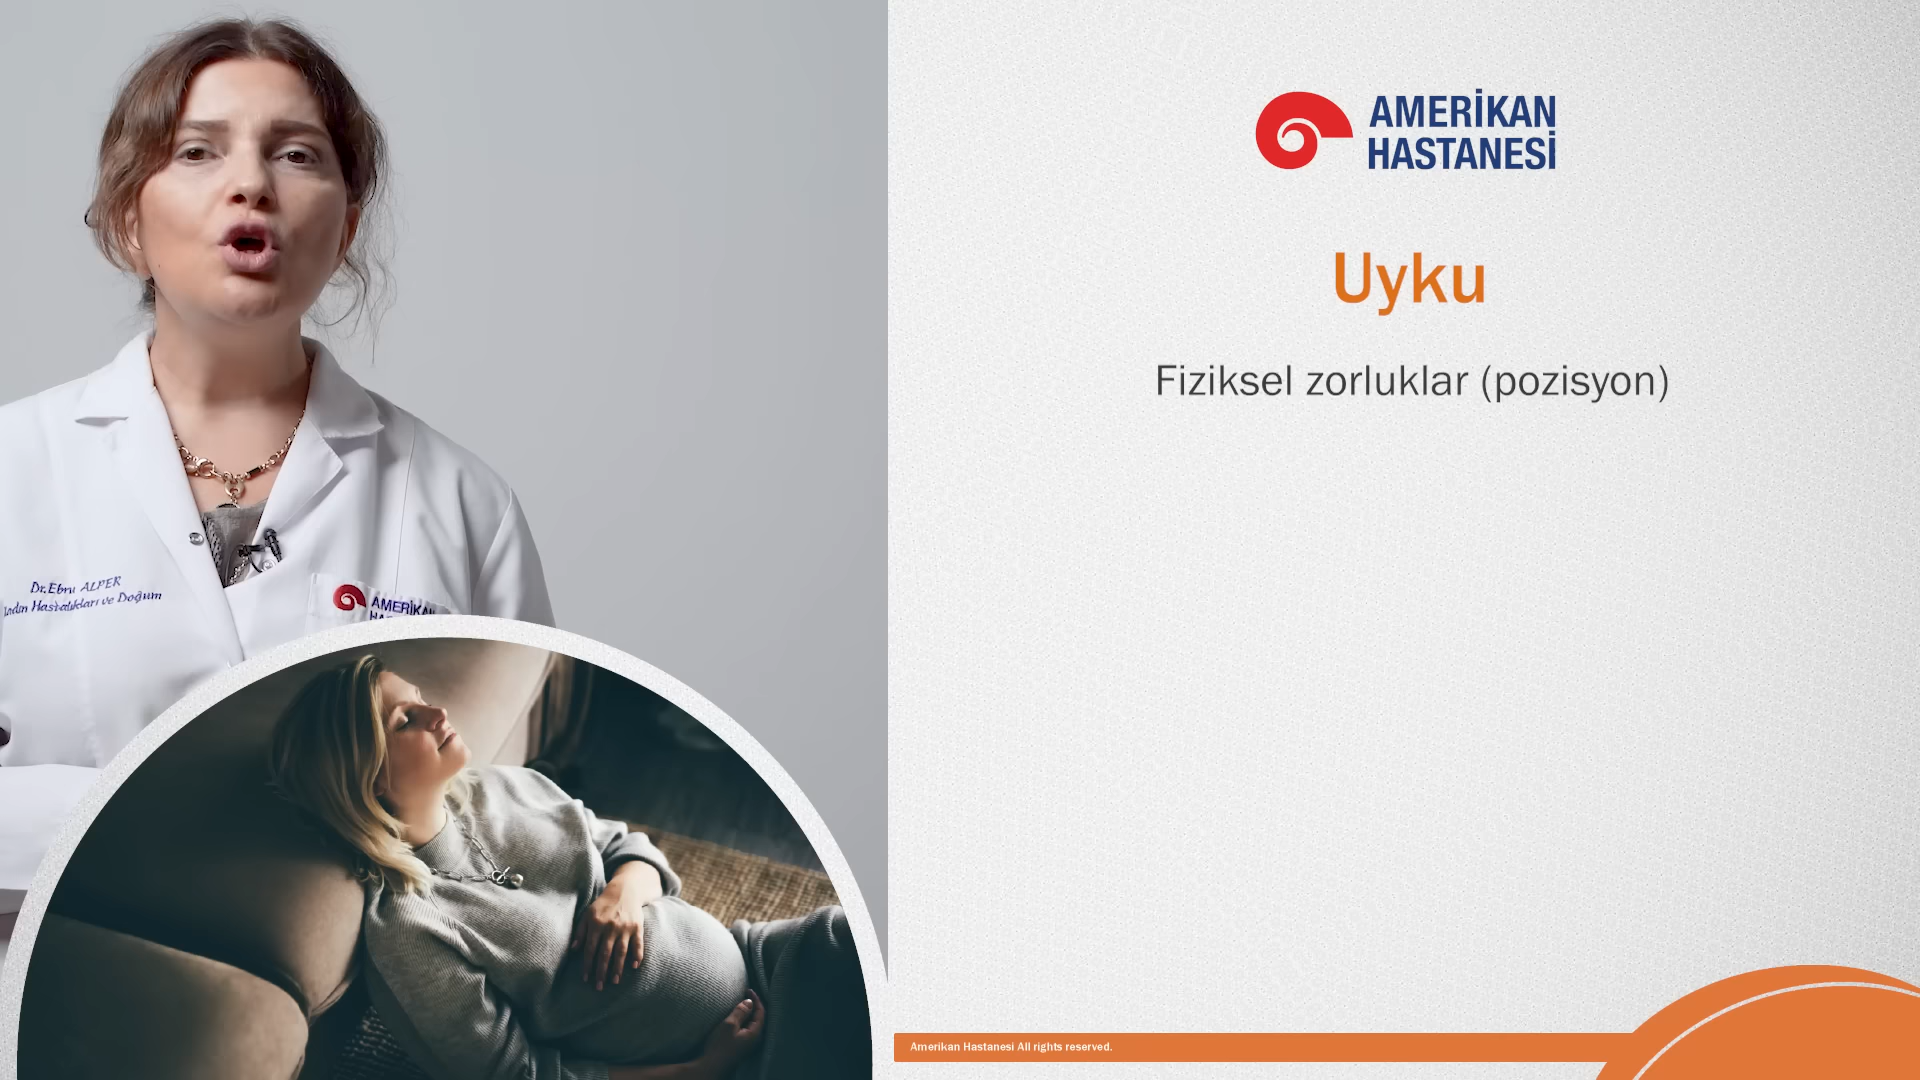 AMERİKAN
HASTANESİ
Uyku
Fiziksel zorluklar (pozisyon)
Dr. Ebru ALPER
Kadın Hastalıkları ve Doğum
AMERİKAN
Amerikan Hastanesi All rights reserved.